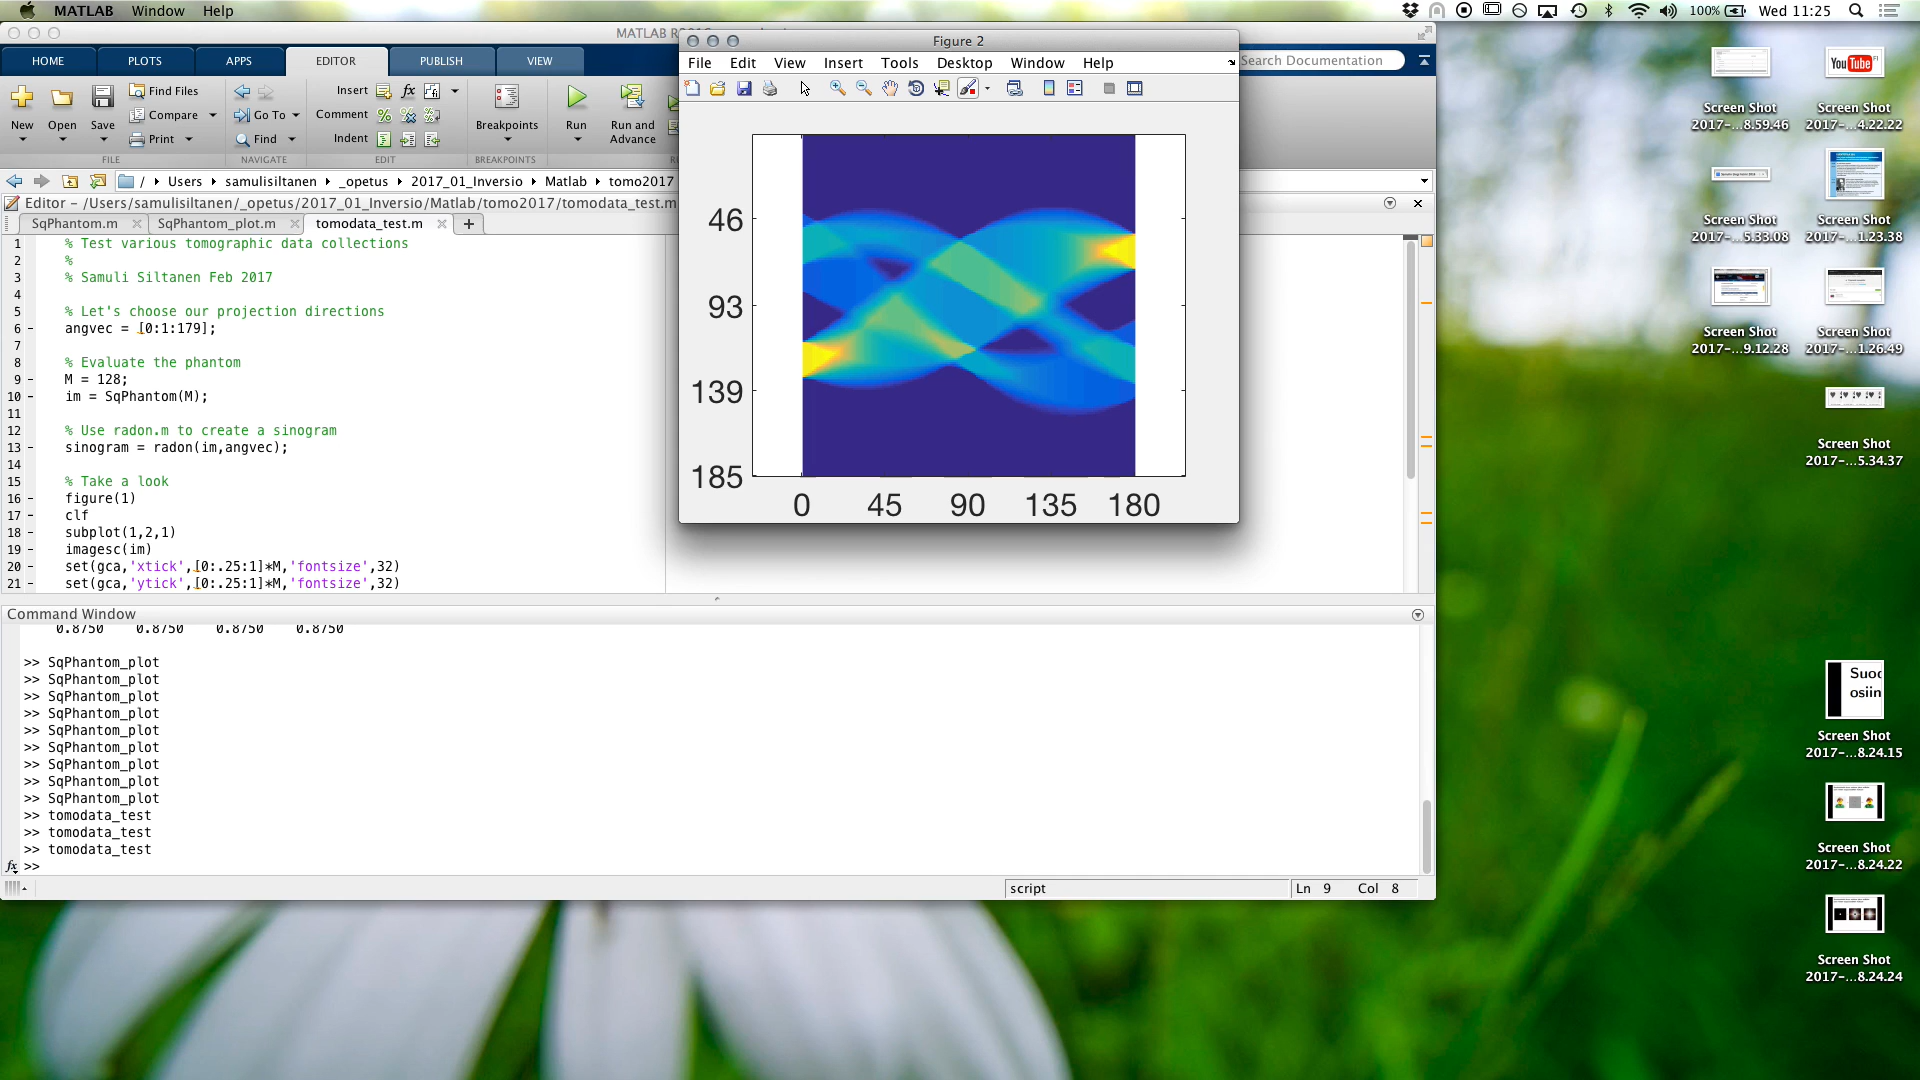 MATLAB Window Help
100% Wed 11:25
Figure 2
File Edit View Insert Tools Desktop Window Help
HOME PLOTS APPS EDITOR PUBLISH VIEW
Search Documentation
New Open Save
Find Files
Compare
Print
Go To
Find
Insert
Comment
Indent
Breakpoints
Run
Run and Advance
FILE NAVIGATE EDIT BREAKPOINTS
/ Users samulisiltanen _opetus 2017_01_Inversio Matlab tomo2017
Editor - /Users/samulisiltanen/_opetus/2017_01_Inversio/Matlab/tomo2017/tomodata_test.m
SqPhantom.m SqPhantom_plot.m tomodata_test.m
1 % Test various tomographic data collections
2 %
3 % Samuli Siltanen Feb 2017
4
5 % Let's choose our projection directions
6 - angvec = [0:1:179];
7
8 % Evaluate the phantom
9 - M = 128;
10 - im = SqPhantom(M);
11
12 % Use radon.m to create a sinogram
13 - sinogram = radon(im,angvec);
14
15 % Take a look
16 - figure(1)
17 - clf
18 - subplot(1,2,1)
19 - imagesc(im)
20 - set(gca,'xtick',[0:.25:1]*M,'fontsize',32)
21 - set(gca,'ytick',[0:.25:1]*M,'fontsize',32)
46
93
139
185
0 45 90 135 180
Command Window
0.8750 0.8750 0.8750 0.8750
>> SqPhantom_plot
>> SqPhantom_plot
>> SqPhantom_plot
>> SqPhantom_plot
>> SqPhantom_plot
>> SqPhantom_plot
>> SqPhantom_plot
>> SqPhantom_plot
>> SqPhantom_plot
>> tomodata_test
>> tomodata_test
>> tomodata_test
fx >>
script
Ln 9 Col 8
YouTube
Screen Shot
2017-...8.59.46
Screen Shot
2017-...4.22.22
Screen Shot
2017-...5.33.08
Screen Shot
2017-...1.23.38
Screen Shot
2017-...9.12.28
Screen Shot
2017-...1.26.49
Screen Shot
2017-...5.34.37
Screen Shot
2017-...8.24.15
Screen Shot
2017-...8.24.22
Screen Shot
2017-...8.24.24